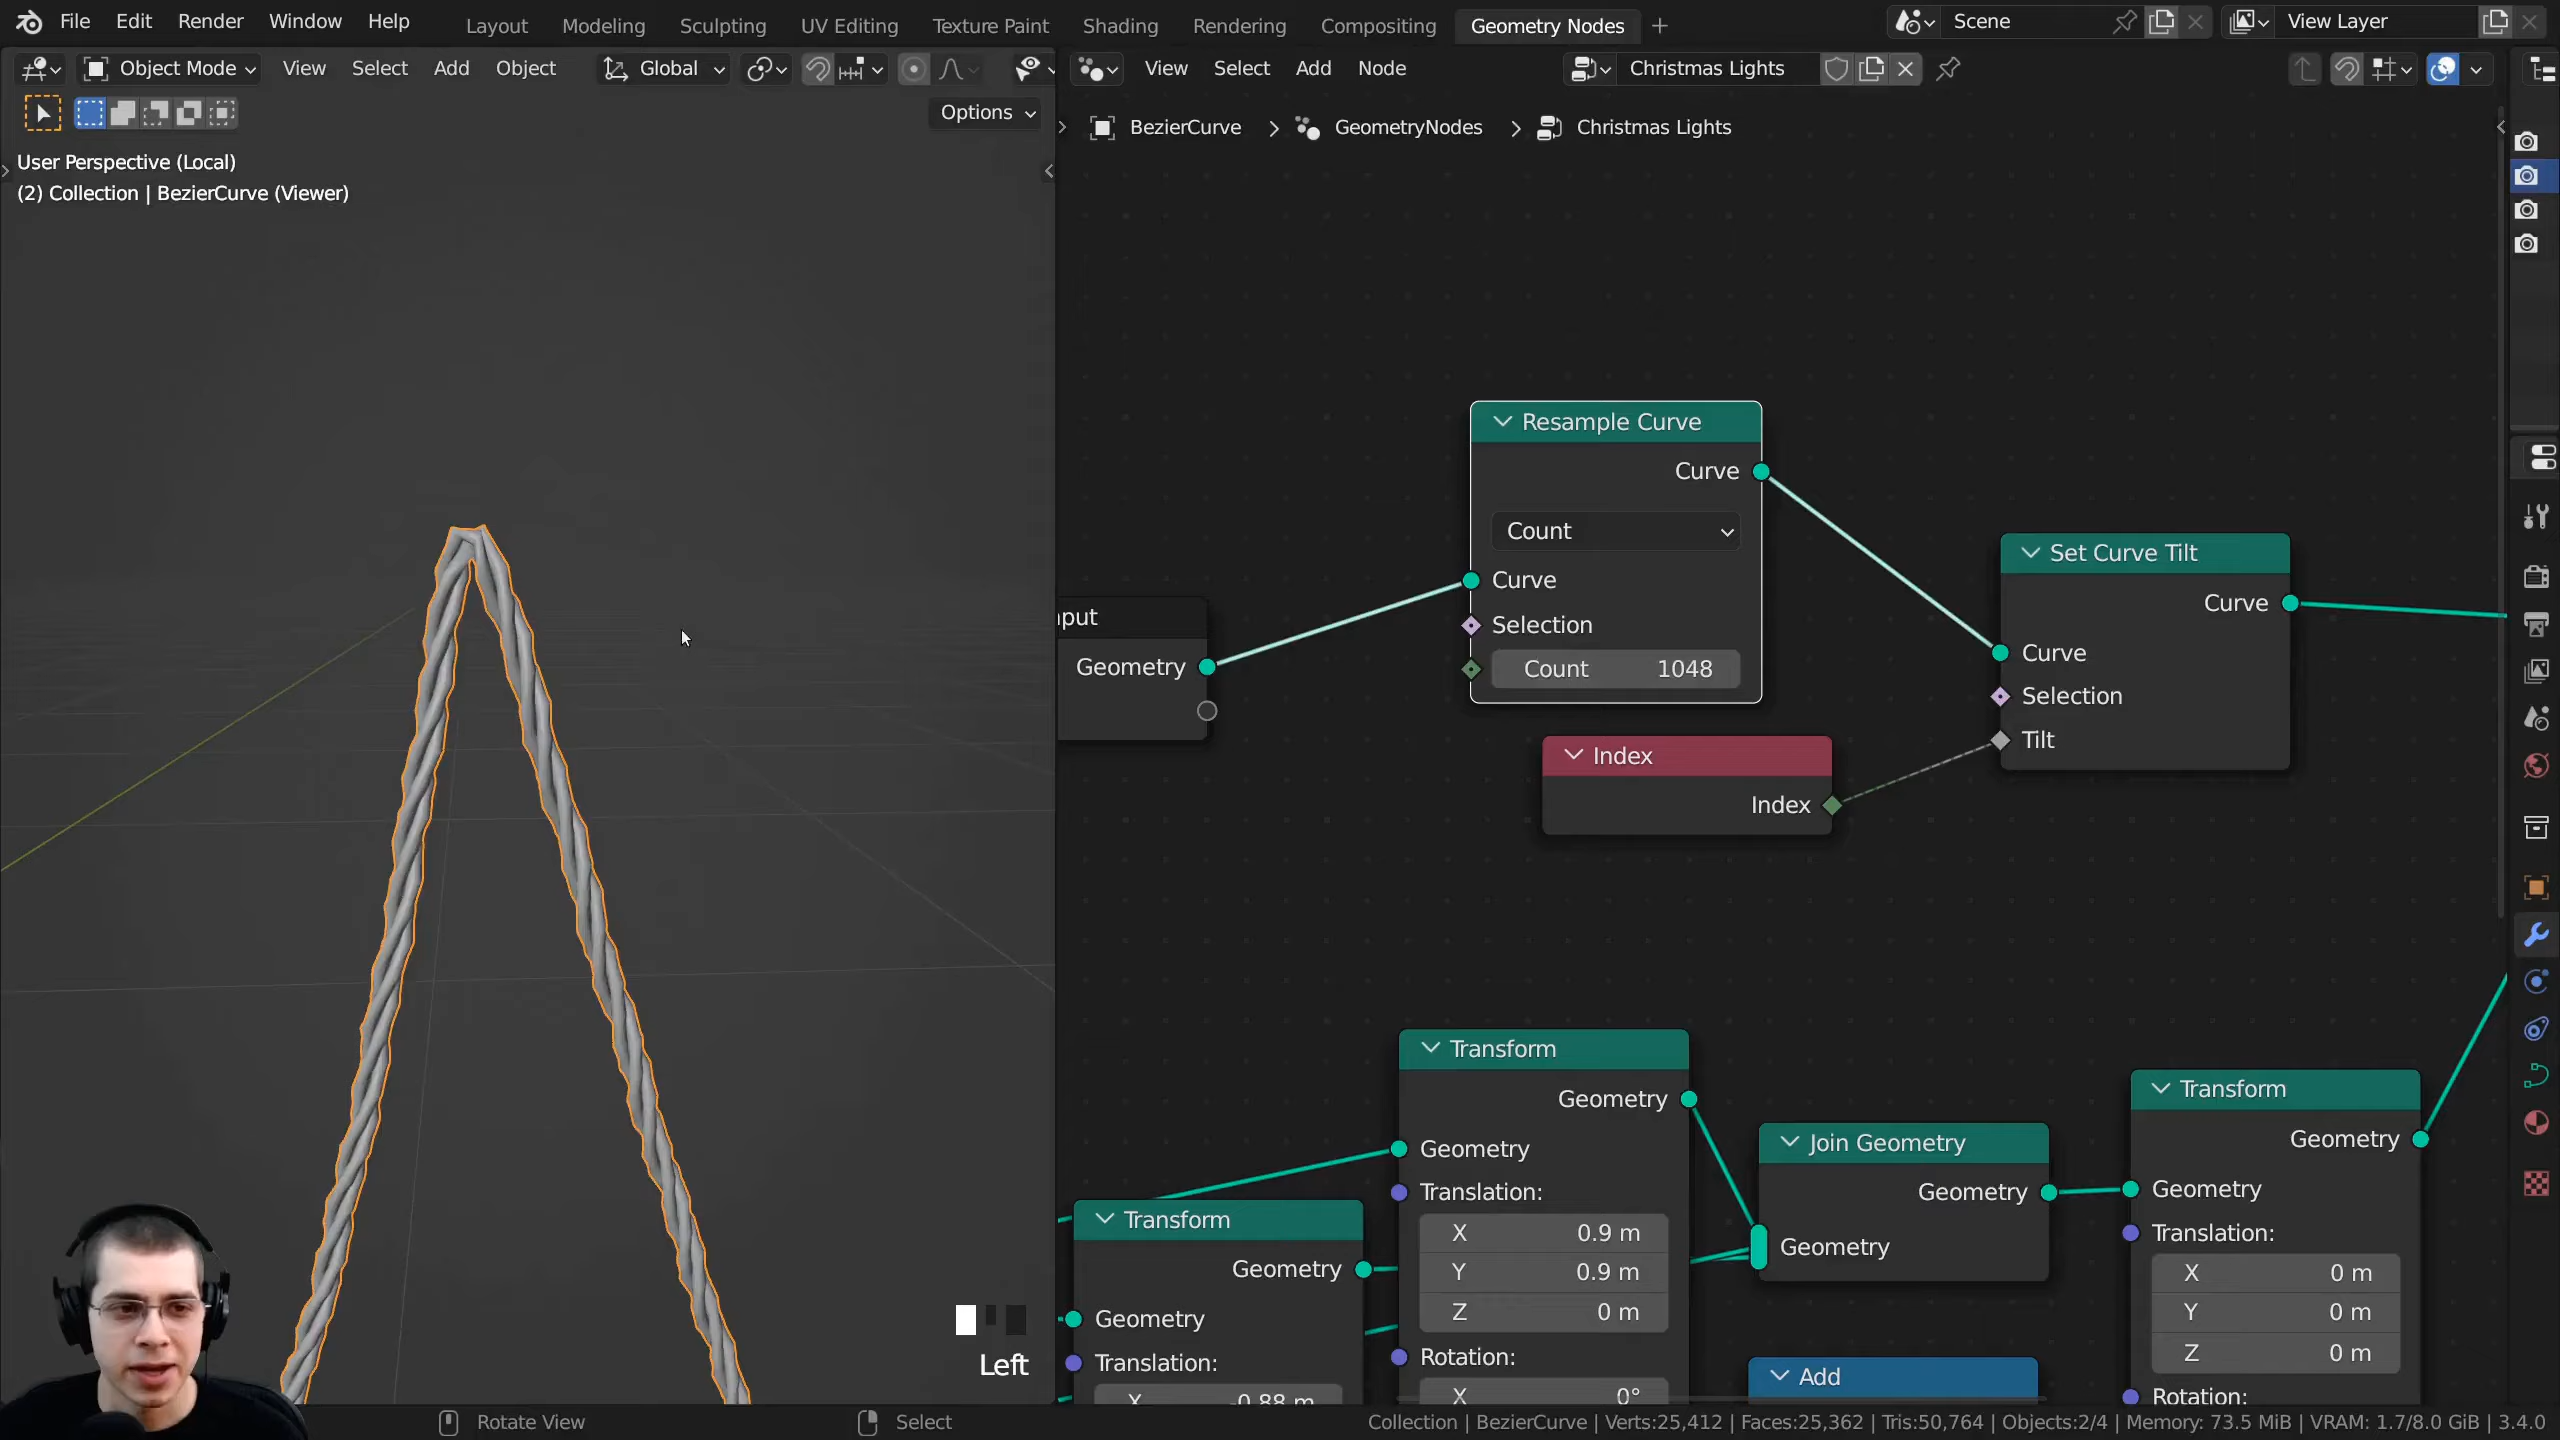 File Edit Render Window Help Layout Modeling Sculpting UV Editing Texture Paint Shading Rendering Compositing Geometry Nodes + Scene View Layer
Object Mode View Select Add Object Global View Select Add Node Christmas Lights
Options
BezierCurve > GeometryNodes > Christmas Lights
User Perspective (Local)
(2) Collection | BezierCurve (Viewer)
Resample Curve
Curve
Count
Curve
Selection
Count 1048
Set Curve Tilt
Curve
Curve
Selection
Tilt
nput
Geometry
Index
Index
Transform
Geometry
Geometry
Translation:
X 0.9 m
Y 0.9 m
Z 0 m
Rotation:
X 0°
Join Geometry
Geometry
Geometry
Transform
Geometry
Geometry
Translation:
X 0 m
Y 0 m
Z 0 m
Rotation:
Transform
Geometry
Geometry
Translation:
X -0.88 m
Add
Left
Rotate View Select Collection | BezierCurve | Verts:25,412 | Faces:25,362 | Tris:50,764 | Objects:2/4 | Memory: 73.5 MiB | VRAM: 1.7/8.0 GiB | 3.4.0